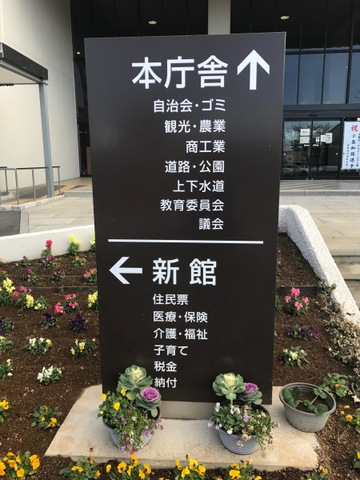 本庁舎 ↑
自治会・ゴミ
観光・農業
商工業
道路・公園
上下水道
教育委員会
議会
← 新館
住民票
医療・保険
介護・福祉
子育て
税金
納付
祝